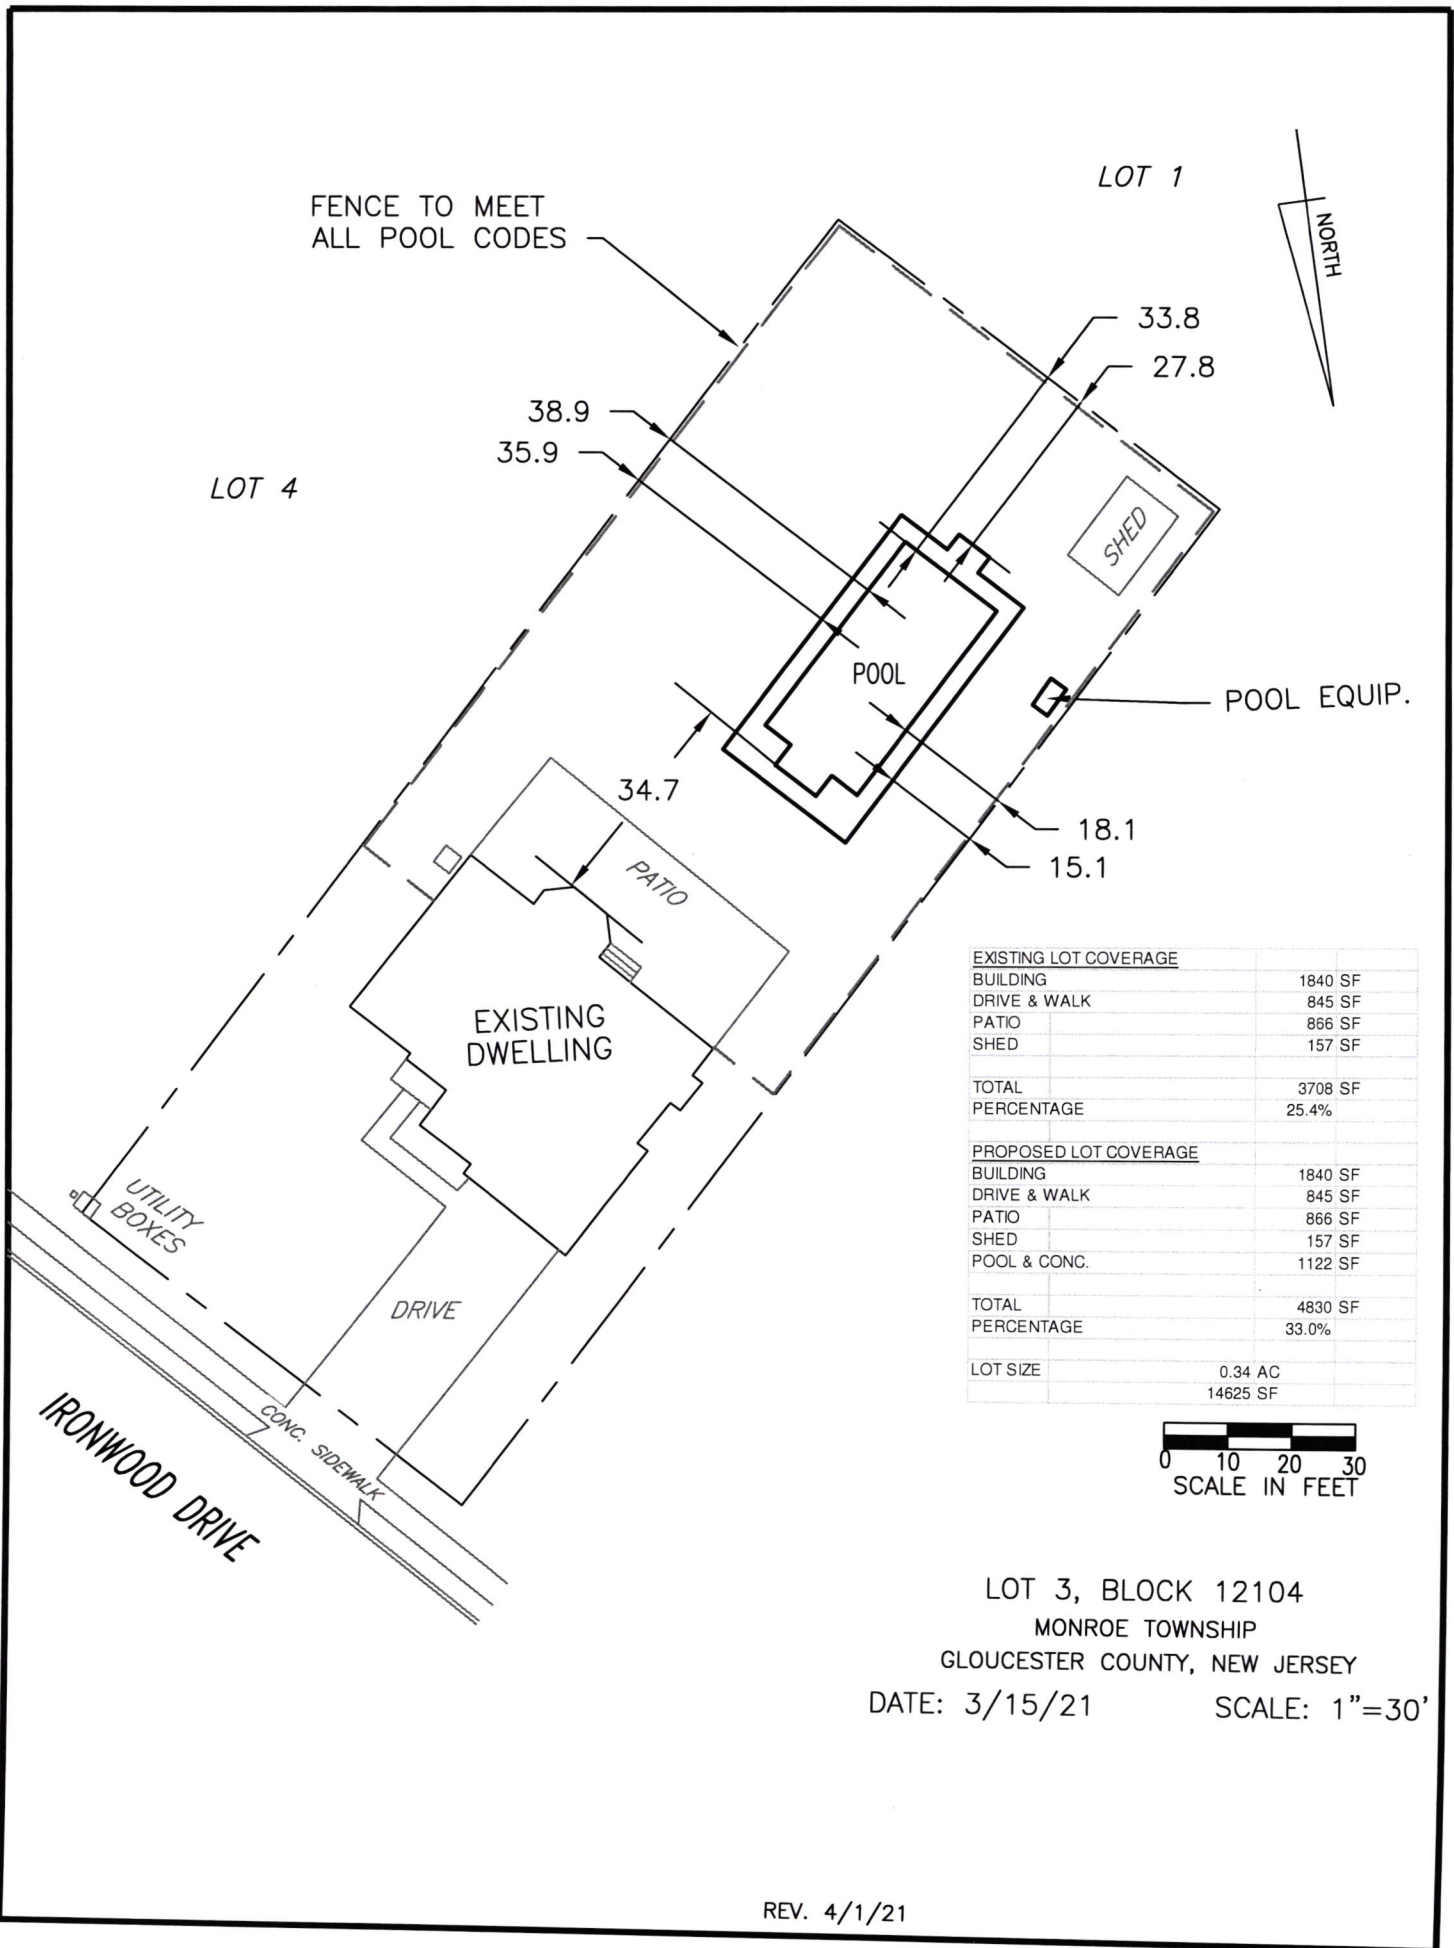 LOT 1
NORTH
FENCE TO MEET
ALL POOL CODES
33.8
27.8
38.9
35.9
LOT 4
SHED
POOL
POOL EQUIP.
34.7
18.1
15.1
PATIO
EXISTING
DWELLING
UTILITY
BOXES
DRIVE
CONC. SIDEWALK
IRONWOOD DRIVE
EXISTING LOT COVERAGE
BUILDING 1840 SF
DRIVE & WALK 845 SF
PATIO 866 SF
SHED 157 SF
TOTAL 3708 SF
PERCENTAGE 25.4%
PROPOSED LOT COVERAGE
BUILDING 1840 SF
DRIVE & WALK 845 SF
PATIO 866 SF
SHED 157 SF
POOL & CONC. 1122 SF
TOTAL 4830 SF
PERCENTAGE 33.0%
LOT SIZE 0.34 AC
14625 SF
0 10 20 30
SCALE IN FEET
LOT 3, BLOCK 12104
MONROE TOWNSHIP
GLOUCESTER COUNTY, NEW JERSEY
DATE: 3/15/21 SCALE: 1"=30'
REV. 4/1/21